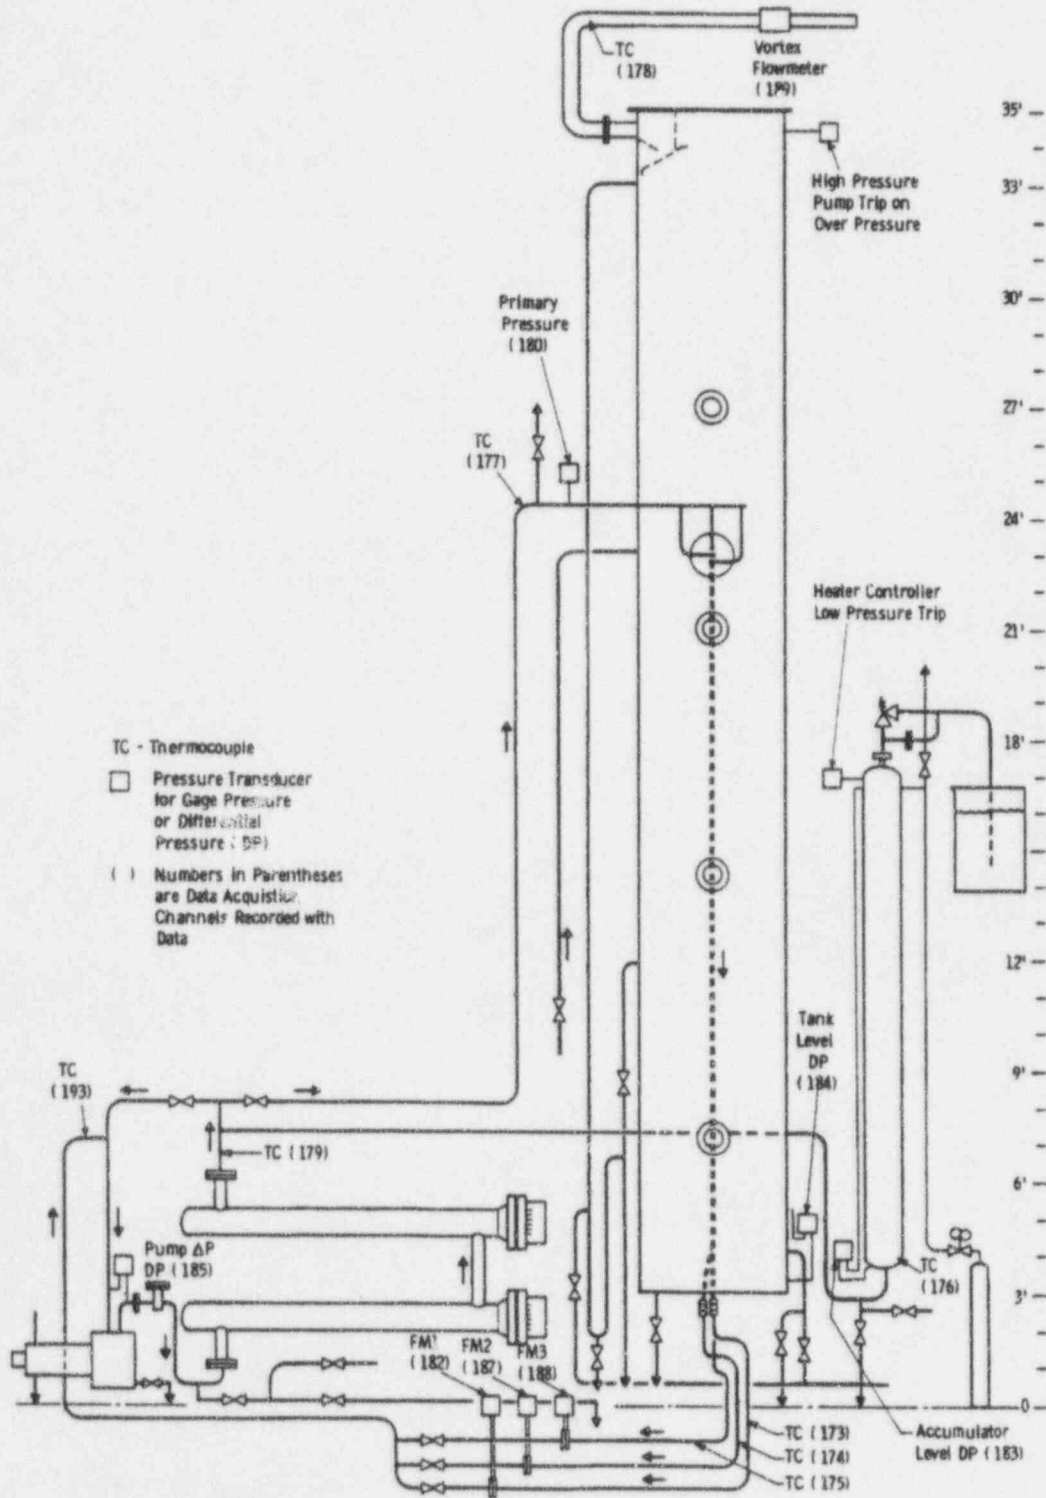 TC
(178)
Vortex
Flowmeter
(189)
35'
High Pressure
Pump Trip on
Over Pressure
33'
Primary
Pressure
(180)
30'
27'
TC
(177)
24'
Heater Controller
Low Pressure Trip
21'
18'
TC - Thermocouple
Pressure Transducer
for Gage Pressure
or Differential
Pressure (DP)
( ) Numbers in Parentheses
are Data Acquistion
Channels Recorded with
Data
12'
Tank
Level
DP
(184)
TC
(193)
9'
TC (179)
6'
Pump ΔP
DP (185)
TC
(176)
3'
FM1
(182)
FM2
(187)
FM3
(188)
0
TC (173)
TC (174)
TC (175)
Accumulator
Level DP (183)